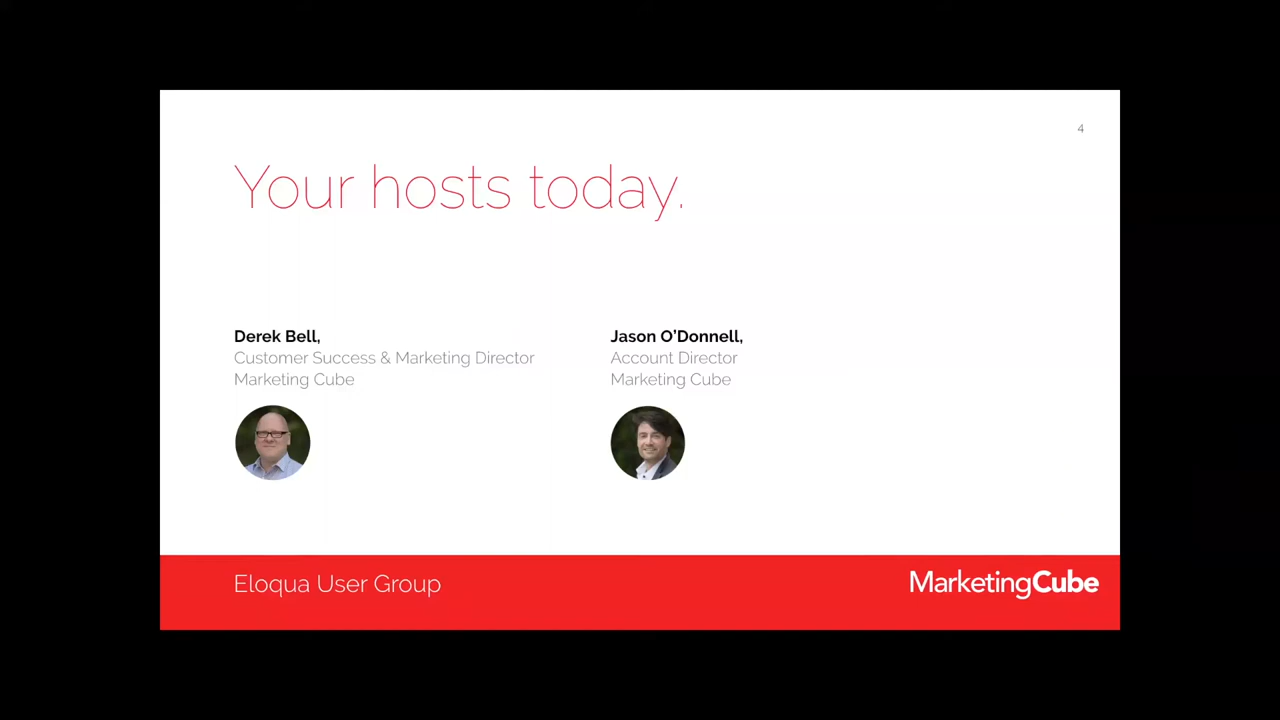 4
Your hosts today.
Derek Bell,
Customer Success & Marketing Director
Marketing Cube
Jason O’Donnell,
Account Director
Marketing Cube
Eloqua User Group
MarketingCube